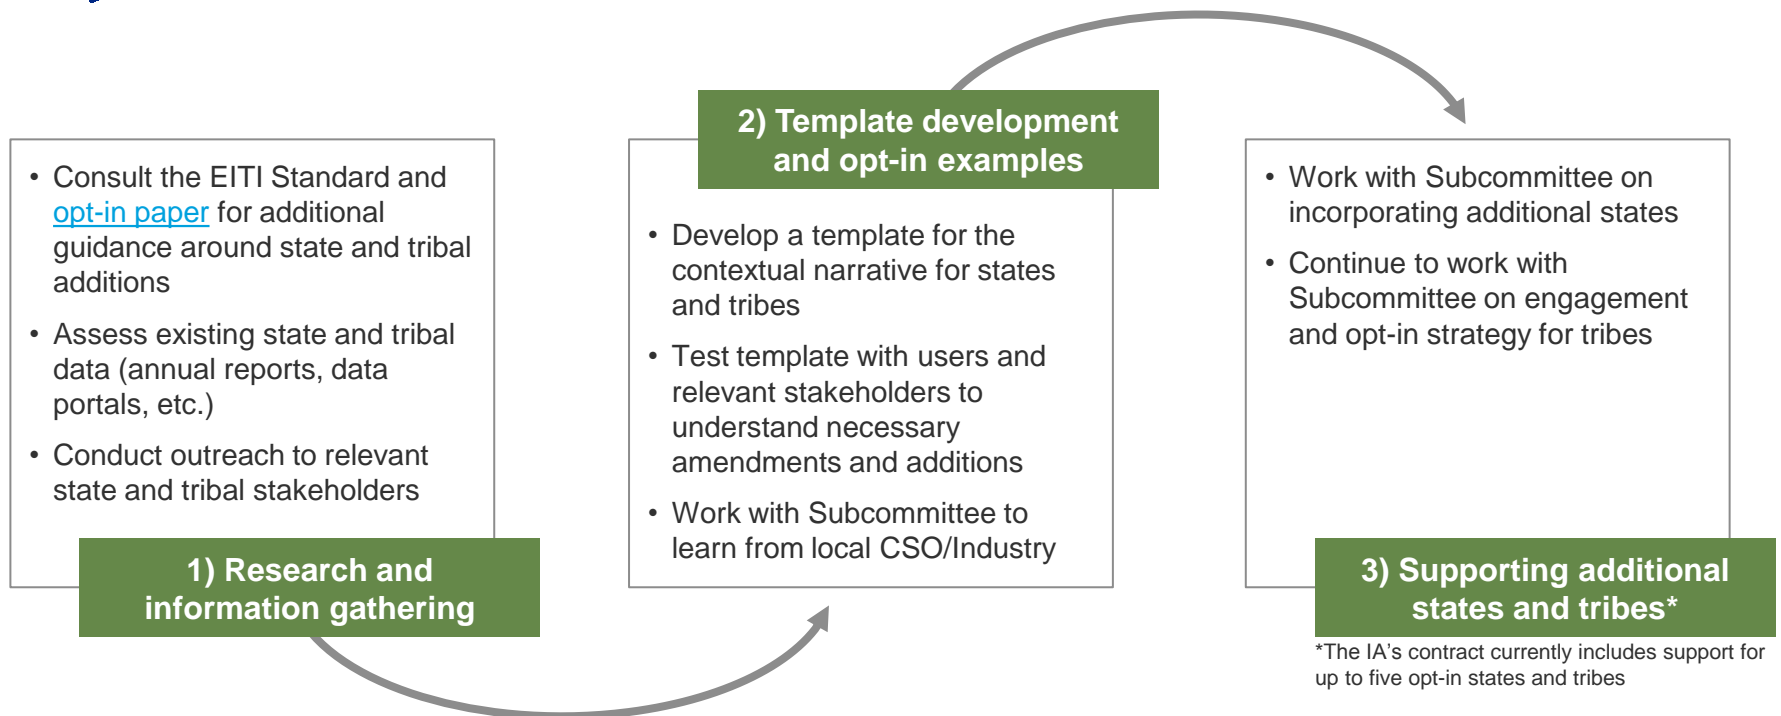 • Consult the EITI Standard and
opt-in paper for additional
guidance around state and tribal
additions
• Assess existing state and tribal
data (annual reports, data
portals, etc.)
• Conduct outreach to relevant
state and tribal stakeholders
1) Research and
information gathering
2) Template development
and opt-in examples
• Develop a template for the
contextual narrative for states
and tribes
• Test template with users and
relevant stakeholders to
understand necessary
amendments and additions
• Work with Subcommittee to
learn from local CSO/Industry
• Work with Subcommittee on
incorporating additional states
• Continue to work with
Subcommittee on engagement
and opt-in strategy for tribes
3) Supporting additional
states and tribes*
*The IA's contract currently includes support for
up to five opt-in states and tribes